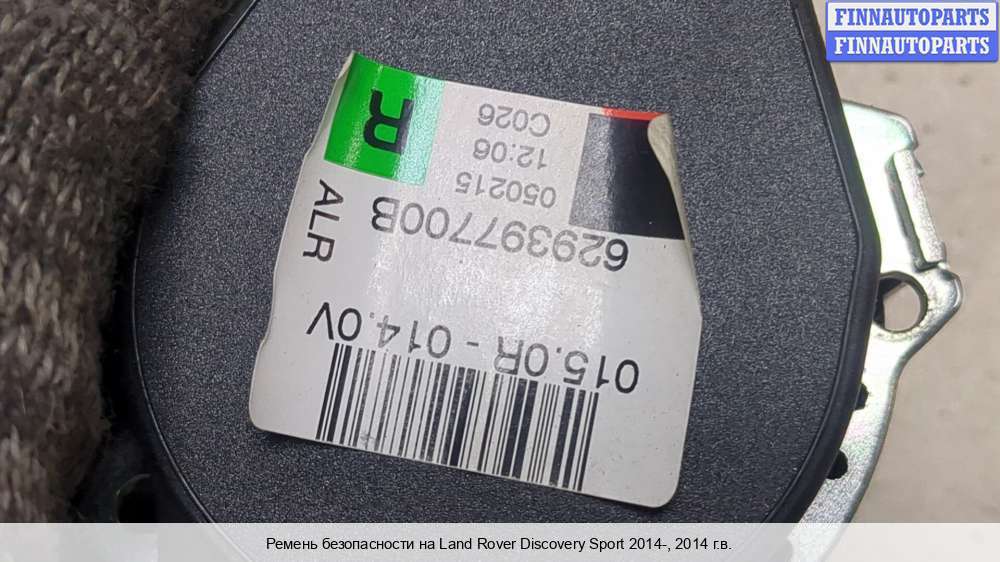 FINNAUTOPARTS
FINNAUTOPARTS
015.0R - 014.0V
629397700B
ALR
050215
12:06
C026
R
Ремень безопасности на Land Rover Discovery Sport 2014-, 2014 г.в.